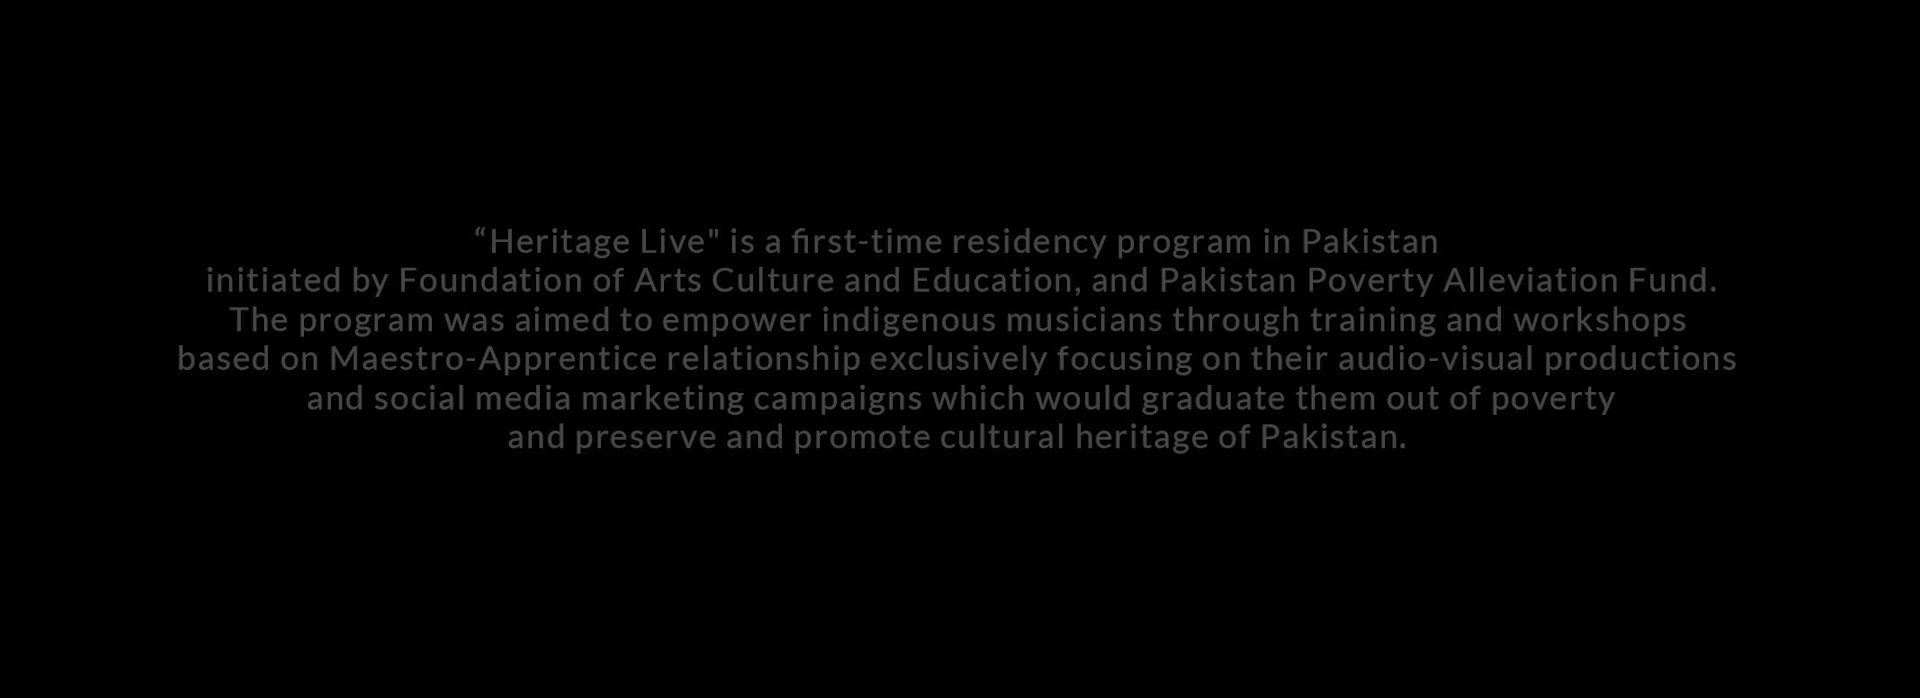 “Heritage Live" is a first-time residency program in Pakistan
initiated by Foundation of Arts Culture and Education, and Pakistan Poverty Alleviation Fund.
The program was aimed to empower indigenous musicians through training and workshops
based on Maestro-Apprentice relationship exclusively focusing on their audio-visual productions
and social media marketing campaigns which would graduate them out of poverty
and preserve and promote cultural heritage of Pakistan.